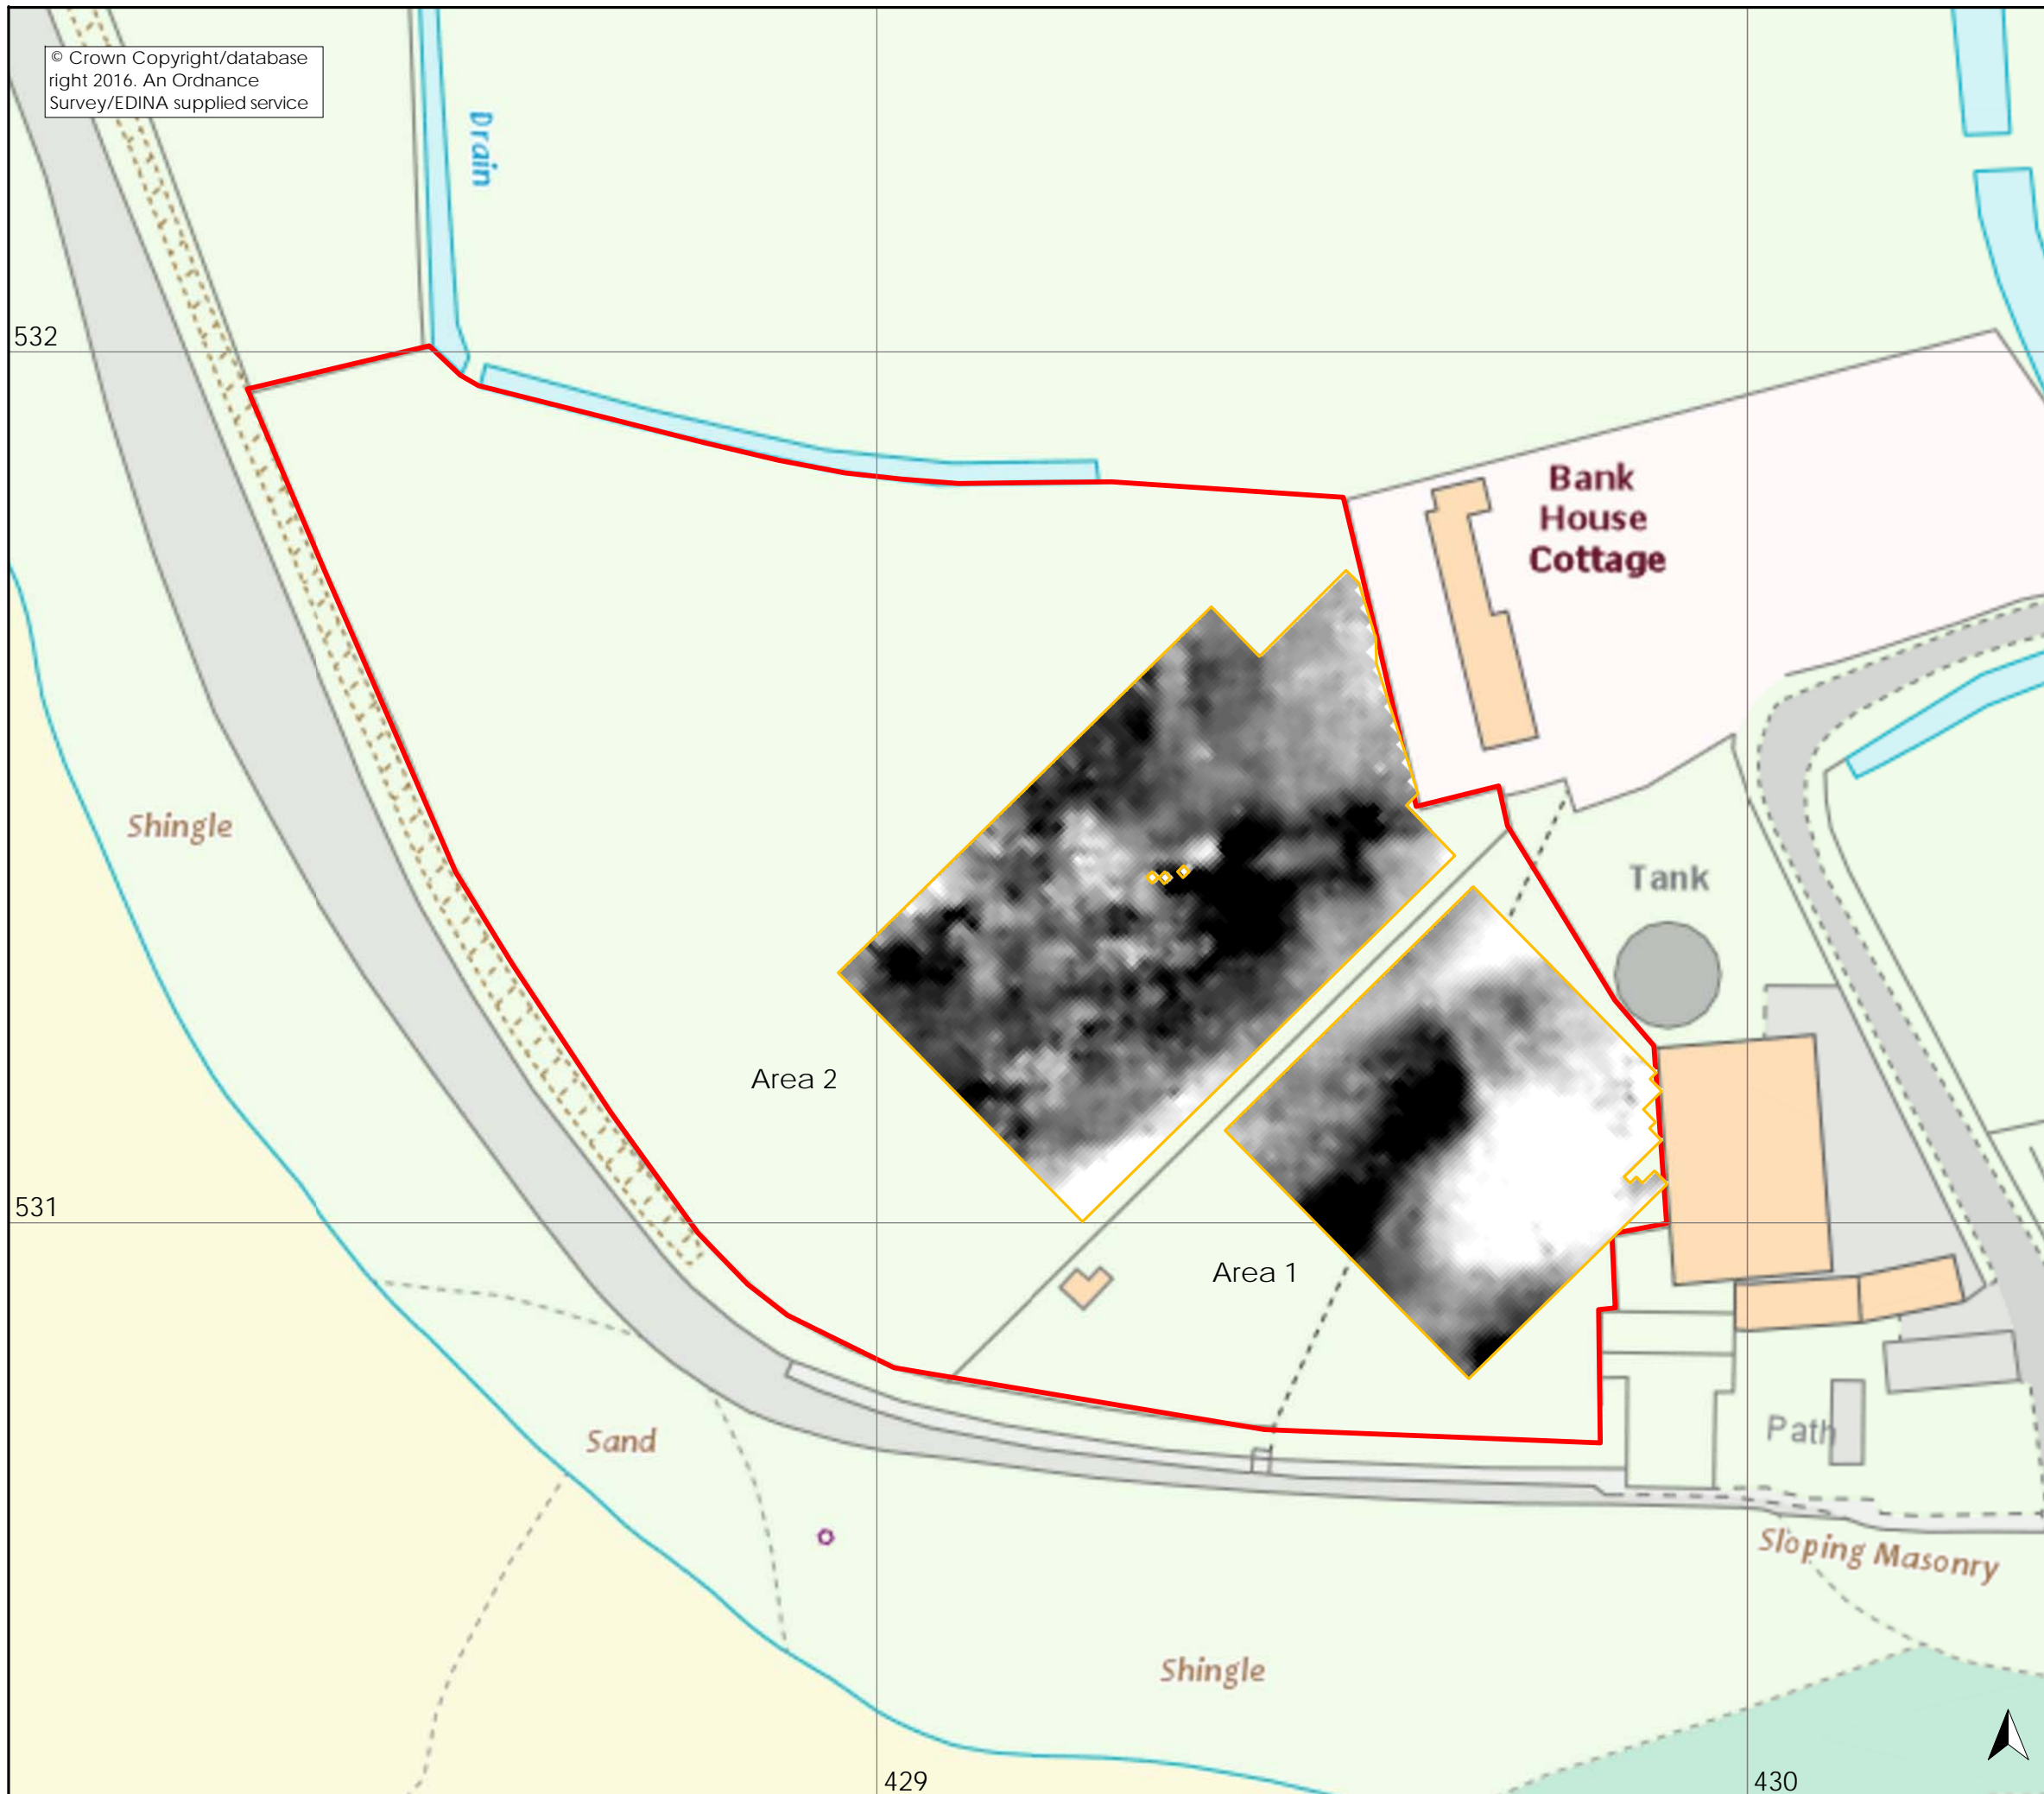 © Crown Copyright/database
right 2016. An Ordnance
Survey/EDINA supplied service
Drain
532
Bank
House
Cottage
Shingle
Tank
Area 2
531
Area 1
Sand
Path
Sloping Masonry
Shingle
429
430